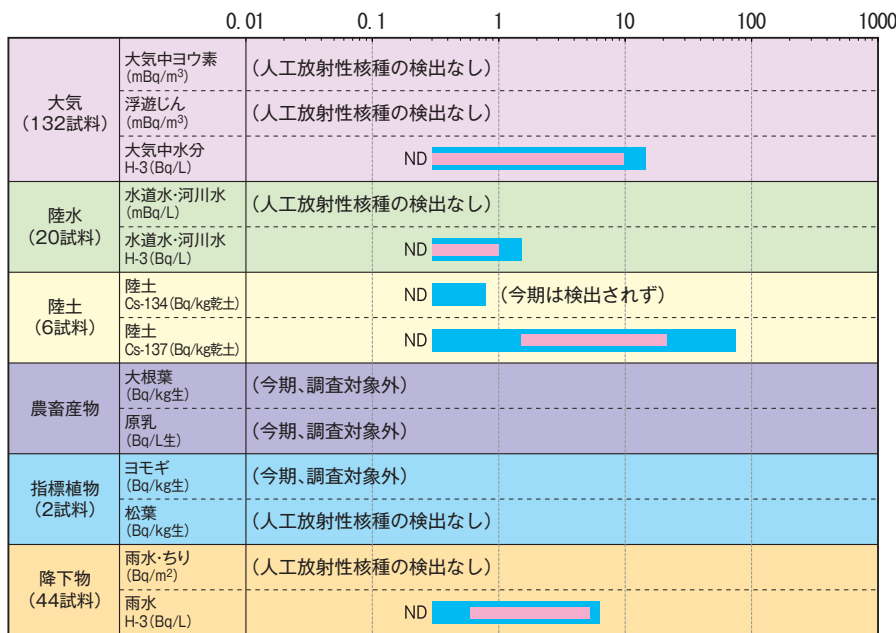 0.01 0.1 1 10 100 1000
大気
(132試料)
大気中ヨウ素
(mBq/m³)
(人工放射性核種の検出なし)
浮遊じん
(mBq/m³)
(人工放射性核種の検出なし)
大気中水分
H-3(Bq/L)
ND
陸水
(20試料)
水道水·河川水
(mBq/L)
(人工放射性核種の検出なし)
水道水·河川水
H-3(Bq/L)
ND
陸土
(6試料)
陸土
Cs-134(Bq/kg乾土)
ND
(今期は検出されず)
陸土
Cs-137(Bq/kg乾土)
ND
農畜産物
大根葉
(Bq/kg生)
(今期、調査対象外)
原乳
(Bq/L生)
(今期、調査対象外)
指標植物
(2試料)
ヨモギ
(Bq/kg生)
(今期、調査対象外)
松葉
(Bq/kg生)
(人工放射性核種の検出なし)
降下物
(44試料)
雨水·ちり
(Bq/m²)
(人工放射性核種の検出なし)
雨水
H-3(Bq/L)
ND